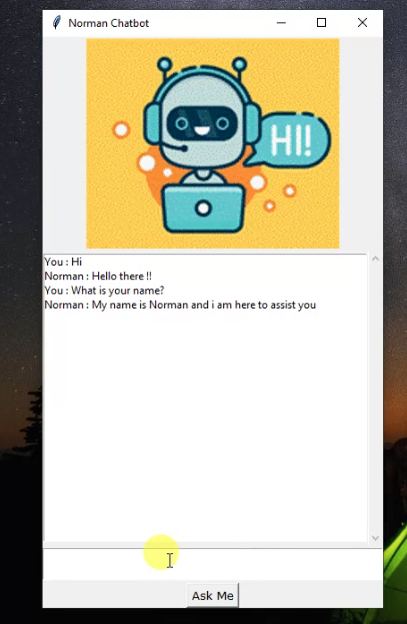 Norman Chatbot
HI!
You : Hi
Norman : Hello there !!
You : What is your name?
Norman : My name is Norman and i am here to assist you
Ask Me